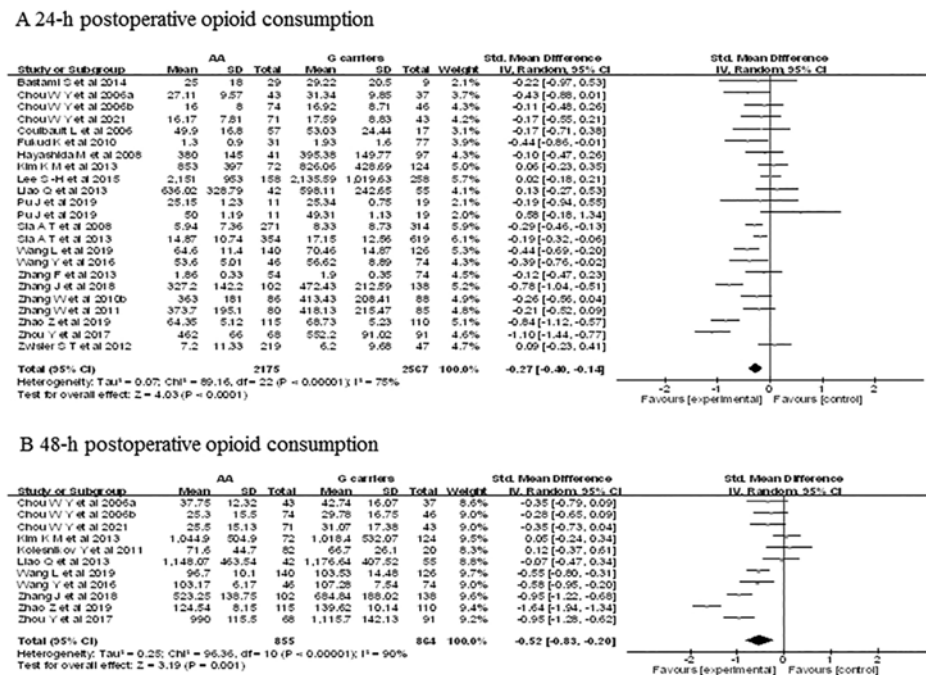 A 24-h postoperative opioid consumption
AA G carriers Std. Mean Difference Std. Mean Difference
Study or Subgroup Mean SD Total Mean SD Total Weight IV, Random, 95% CI IV, Random, 95% CI
Bastami S et al 2014 25 18 29 29.22 20.5 9 2.1% -0.22 [-0.97, 0.53]
Chou W Y et al 2006a 27.11 9.57 43 31.34 9.85 37 4.1% -0.43 [-0.88, 0.01]
Chou W Y et al 2006b 16 8 74 16.92 8.71 46 4.8% -0.11 [-0.48, 0.26]
Chou W Y et al 2021 16.17 7.81 71 17.59 8.83 43 4.7% -0.17 [-0.55, 0.21]
Coulbault L et al 2006 49.9 16.8 57 53.03 24.44 17 3.4% -0.17 [-0.71, 0.38]
Fukud K et al 2010 1.3 0.9 31 1.93 1.6 77 4.3% -0.44 [-0.86, -0.01]
Hayashida M et al 2008 380 145 41 395.38 149.77 97 4.8% -0.10 [-0.47, 0.26]
Kim K M et al 2013 853 397 72 826.06 428.69 124 5.4% 0.06 [-0.23, 0.35]
Lee S-H et al 2015 2,151 953 158 2,135.59 1,019.63 258 6.1% 0.02 [-0.18, 0.21]
Liao Q et al 2013 636.02 328.79 42 598.11 242.65 55 4.5% 0.13 [-0.27, 0.53]
Pu J et al 2019 25.15 1.23 11 25.34 0.75 19 2.1% -0.19 [-0.94, 0.55]
Pu J et al 2019 50 1.19 11 49.31 1.13 19 2.1% 0.58 [-0.18, 1.34]
Sia A T et al 2008 5.94 7.36 271 8.33 8.73 314 6.4% -0.29 [-0.46, -0.13]
Sia A T et al 2013 14.87 10.74 354 17.15 12.56 619 6.6% -0.19 [-0.32, -0.06]
Wang L et al 2019 64.6 11.4 140 70.46 14.87 126 5.7% -0.44 [-0.69, -0.20]
Wang Y et al 2016 53.6 5.01 46 56.62 8.89 74 4.8% -0.39 [-0.76, -0.02]
Zhang F et al 2013 1.86 0.33 54 1.9 0.35 74 -0.12 [-0.47, 0.23]
Zhang J et al 2018 327.2 142.2 102 472.43 212.59 138 -0.78 [-1.04, -0.51]
Zhang W et al 2010b 363 181 86 413.43 208.41 88 -0.26 [-0.56, 0.04]
Zhang W et al 2011 373.7 195.1 80 418.13 215.47 85 -0.21 [-0.52, 0.09]
Zhao Z et al 2019 64.35 5.12 115 68.73 5.23 110 -0.84 [-1.12, -0.57]
Zhou Y et al 2017 462 66 68 552.2 91.02 91 -1.10 [-1.44, -0.77]
Zwisler S T et al 2012 7.2 11.33 219 6.2 9.68 47 0.09 [-0.23, 0.41]
Total (95% CI) 2175 2567 100.0% -0.27 [-0.40, -0.14]
Heterogeneity: Tau² = 0.07; Chi² = 89.16, df = 22 (P < 0.00001); I² = 75%
Test for overall effect: Z = 4.03 (P < 0.0001)
-2 -1 0 1 2
Favours [experimental] Favours [control]
B 48-h postoperative opioid consumption
AA G carriers Std. Mean Difference Std. Mean Difference
Study or Subgroup Mean SD Total Mean SD Total Weight IV, Random, 95% CI IV, Random, 95% CI
Chou W Y et al 2006a 37.75 12.32 43 42.74 16.07 37 8.6% -0.35 [-0.79, 0.09]
Chou W Y et al 2006b 25.3 15.5 74 29.78 16.75 46 -0.28 [-0.65, 0.09]
Chou W Y et al 2021 25.5 15.13 71 31.07 17.38 43 -0.35 [-0.73, 0.04]
Kim K M et al 2013 1,044.9 504.9 72 1,018.4 532.07 124 0.05 [-0.24, 0.34]
Kolesnikov Y et al 2011 71.6 44.7 82 66.7 26.1 20 0.12 [-0.37, 0.61]
Liao Q et al 2013 1,148.07 463.54 42 1,176.64 407.52 55 -0.07 [-0.47, 0.34]
Wang L et al 2019 96.7 10.1 140 103.53 14.48 126 -0.55 [-0.80, -0.31]
Wang Y et al 2016 103.17 6.17 46 107.28 7.54 74 -0.58 [-0.95, -0.20]
Zhang J et al 2018 523.25 138.75 102 684.84 188.02 138 -0.95 [-1.22, -0.68]
Zhao Z et al 2019 124.54 8.15 115 139.62 10.14 110 -1.64 [-1.94, -1.34]
Zhou Y et al 2017 990 115.5 68 1,115.7 142.13 91 -0.95 [-1.28, -0.62]
Total (95% CI) 855 864 100.0% -0.52 [-0.83, -0.20]
Heterogeneity: Tau² = 0.25; Chi² = 96.36, df = 10 (P < 0.00001); I² = 90%
Test for overall effect: Z = 3.19 (P = 0.001)
-2 -1 0 1 2
Favours [experimental] Favours [control]